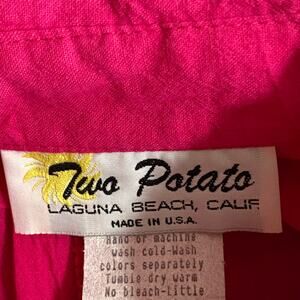 Two Potato
LAGUNA BEACH, CALIF.
MADE IN U.S.A.
Hand or machine
wash cold-Wash
colors separately
Tumble dry warm
No bleach-Little